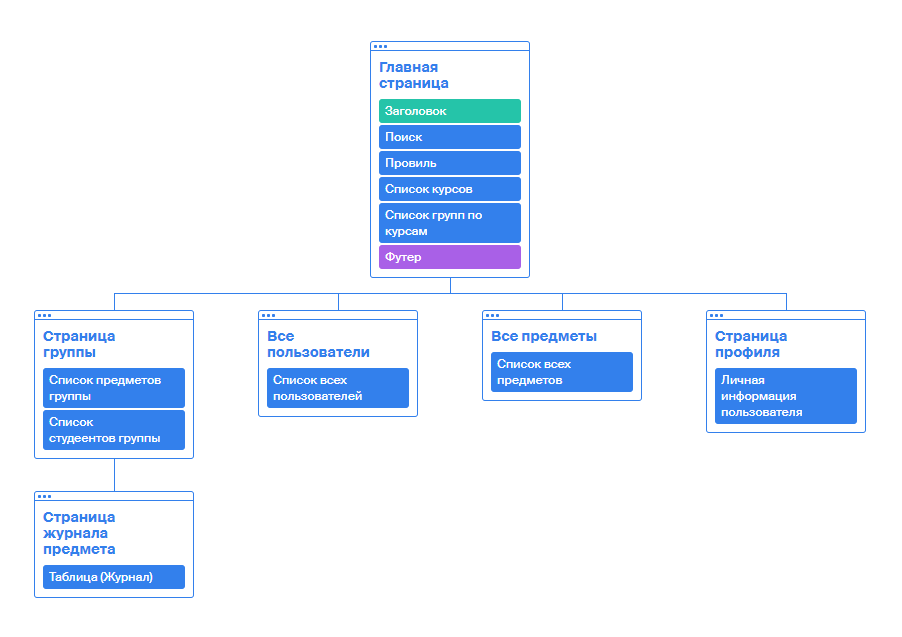 Главная
страница
Заголовок
Поиск
Провиль
Список курсов
Список групп по
курсам
Футер
Страница
группы
Список предметов
группы
Список
студеентов группы
Все
пользователи
Список всех
пользователей
Все предметы
Список всех
предметов
Страница
профиля
Личная
информация
пользователя
Страница
журнала
предмета
Таблица (Журнал)